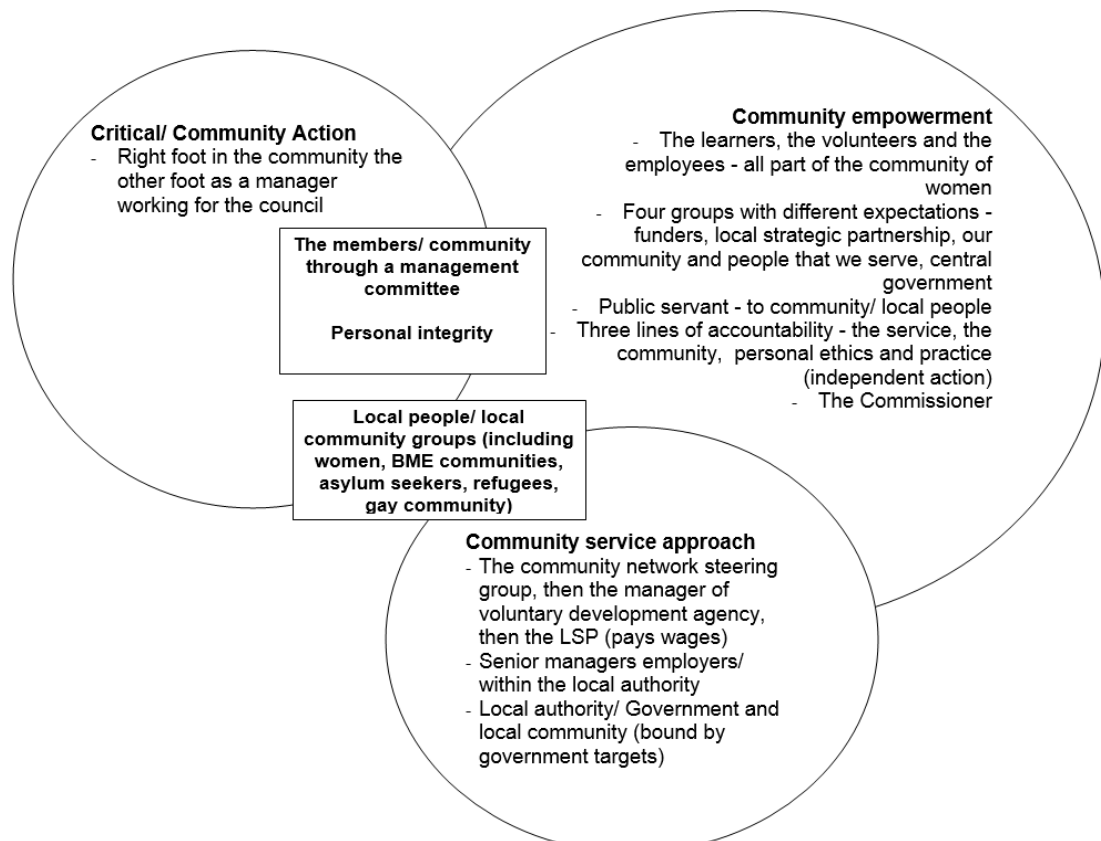 Critical/ Community Action
- Right foot in the community the
other foot as a manager
working for the council
Community empowerment
- The learners, the volunteers and the
employees - all part of the community of
women
- Four groups with different expectations -
funders, local strategic partnership, our
community and people that we serve, central
government
- Public servant - to community/ local people
- Three lines of accountability - the service, the
community, personal ethics and practice
(independent action)
- The Commissioner
The members/ community
through a management
committee
Personal integrity
Local people/ local
community groups (including
women, BME communities,
asylum seekers, refugees,
gay community)
Community service approach
- The community network steering
group, then the manager of
voluntary development agency,
then the LSP (pays wages)
- Senior managers employers/
within the local authority
- Local authority/ Government and
local community (bound by
government targets)